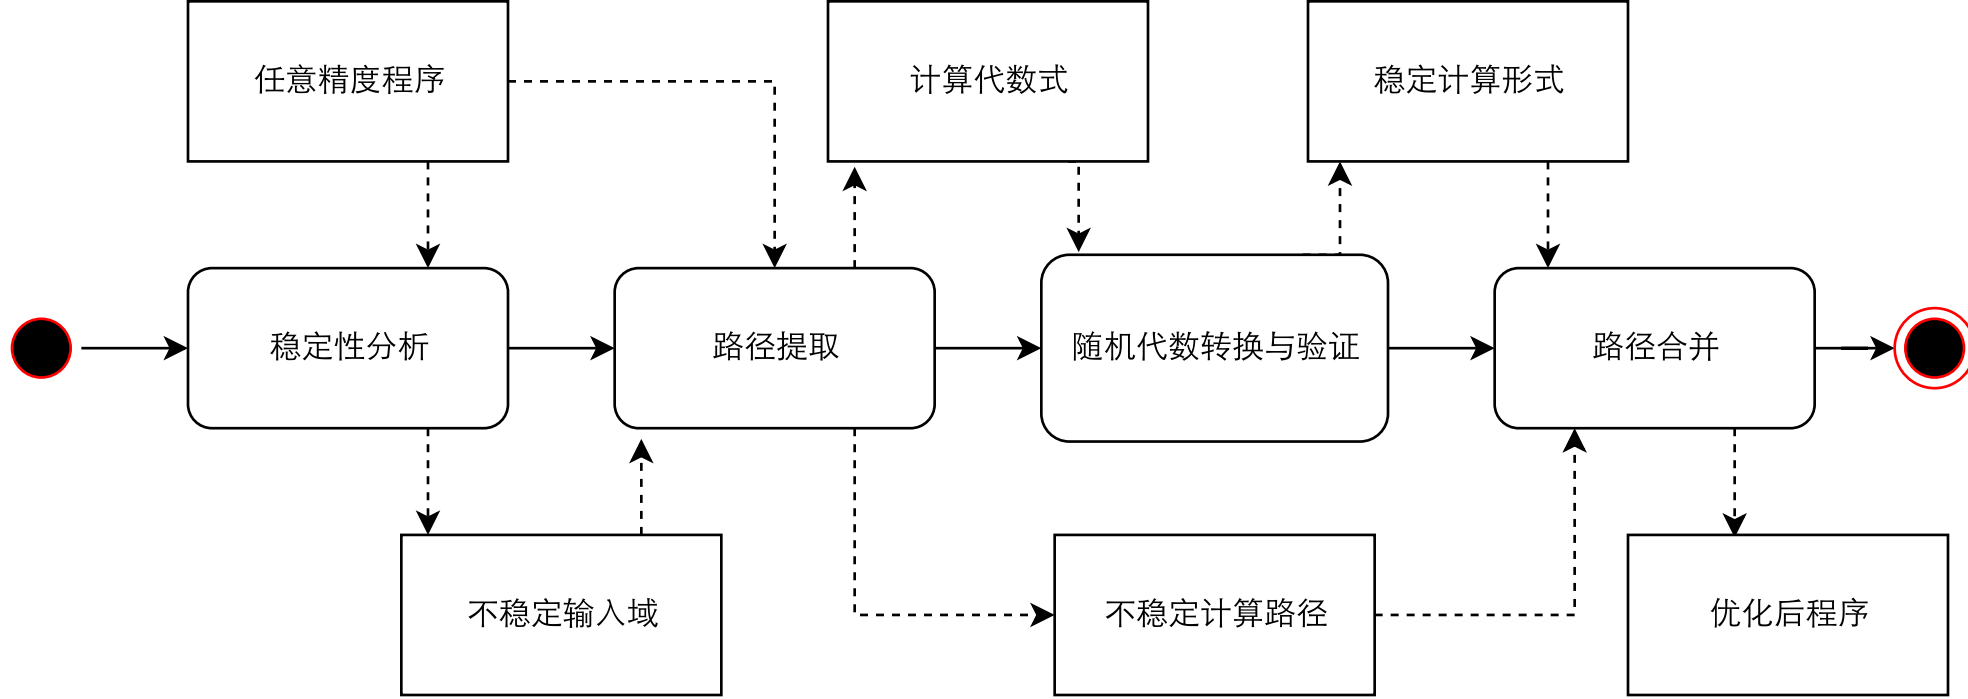 任意精度程序
计算代数式
稳定计算形式
稳定性分析
路径提取
随机代数转换与验证
路径合并
不稳定输入域
不稳定计算路径
优化后程序